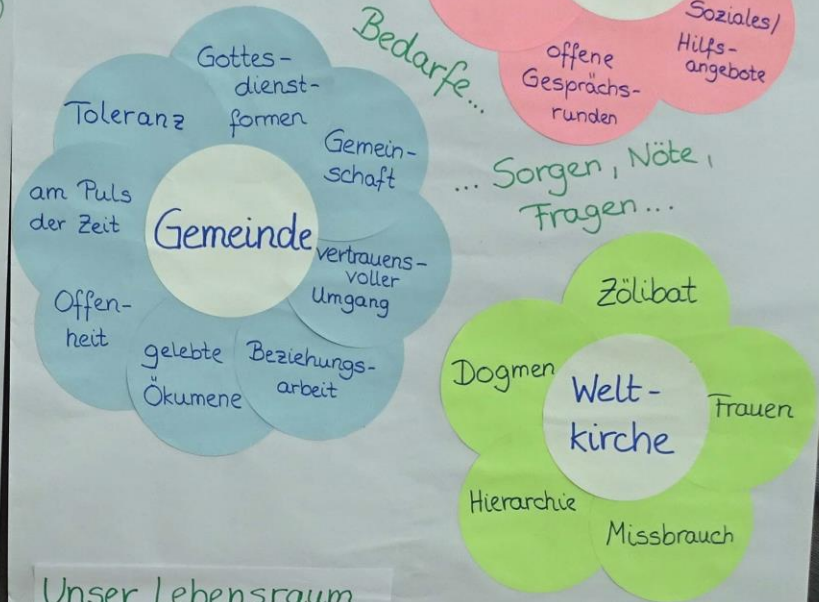 Bedarfe...
Soziales/
Hilfs-
angebote
offene
Gesprächs-
runden
... Sorgen, Nöte,
Fragen...
Gemeinde
Gottes-
dienst-
formen
Gemein-
schaft
vertrauens-
voller
Umgang
Beziehungs-
arbeit
gelebte
Ökumene
Offen-
heit
am Puls
der Zeit
Toleranz
Welt-
kirche
Zölibat
Frauen
Missbrauch
Hierarchie
Dogmen
Unser Lebensraum